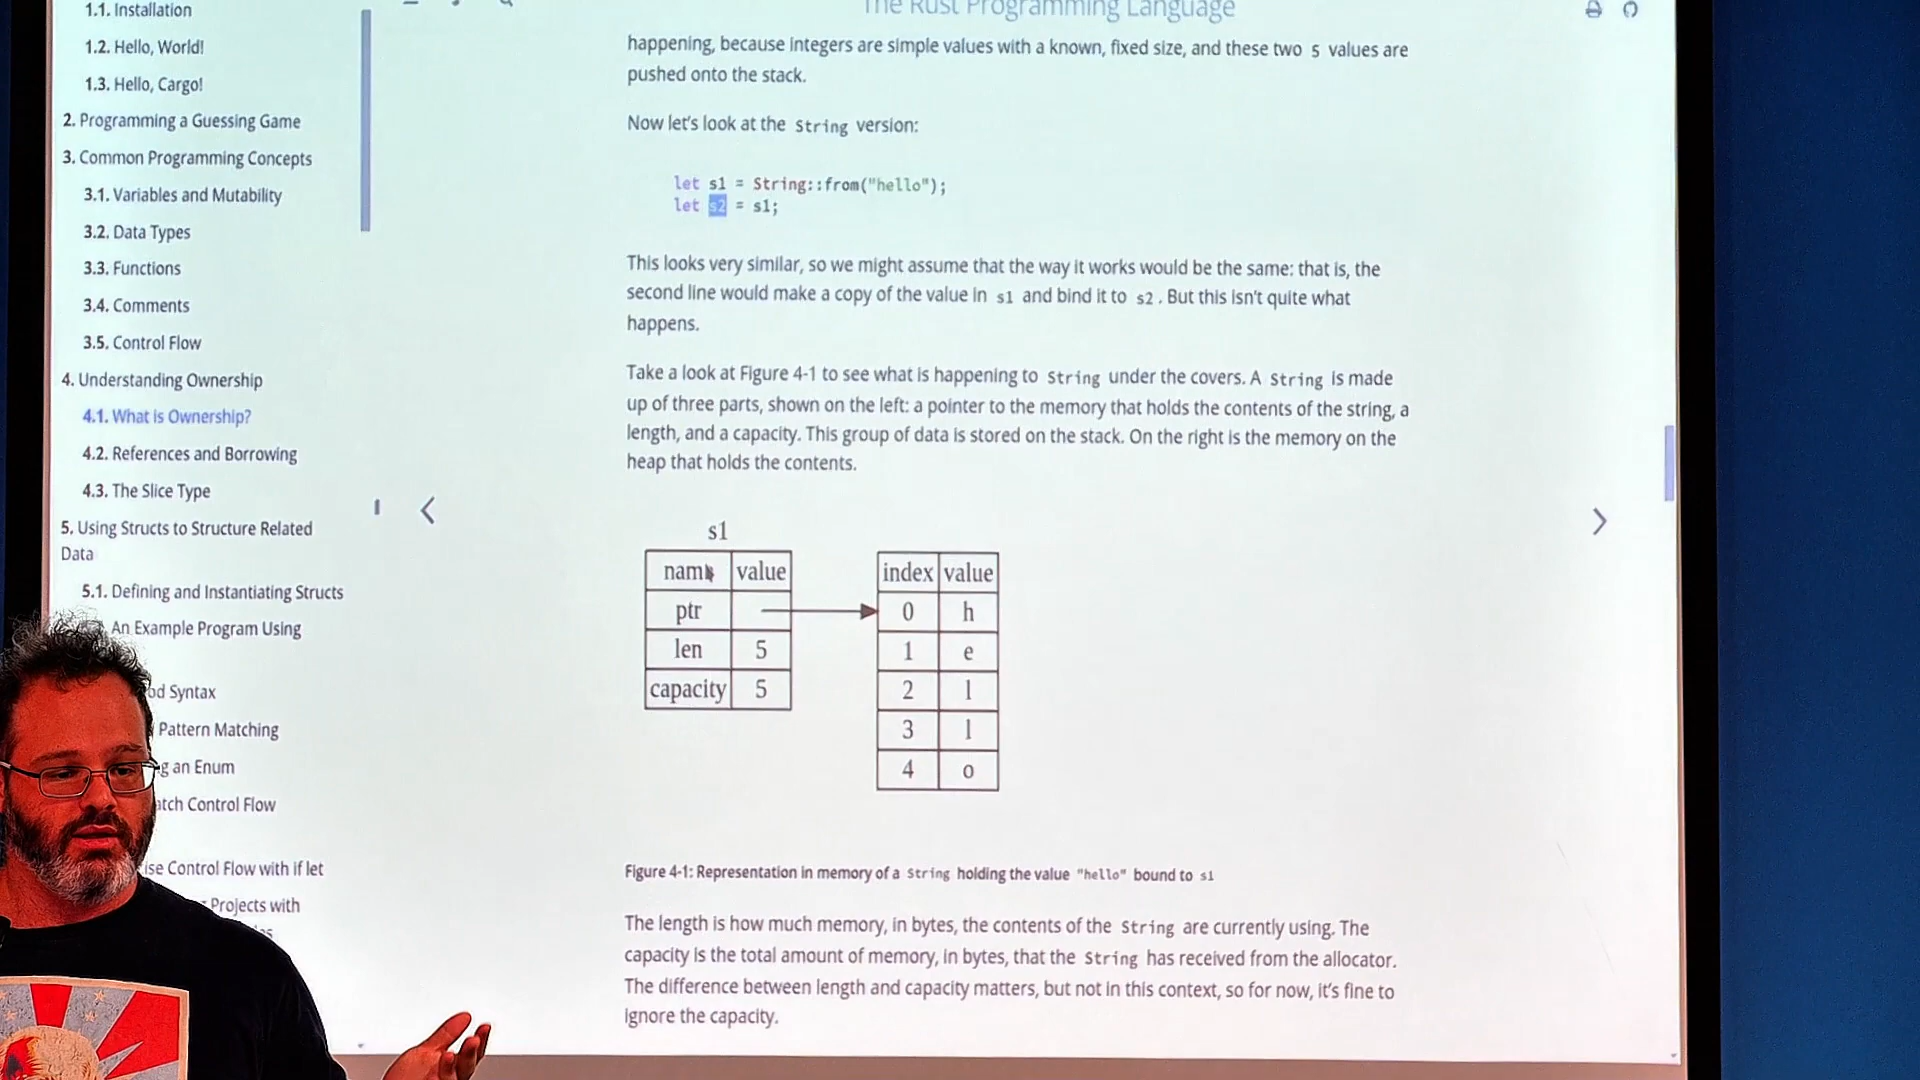 The Rust Programming Language
1.1. Installation
1.2. Hello, World!
1.3. Hello, Cargo!
2. Programming a Guessing Game
3. Common Programming Concepts
3.1. Variables and Mutability
3.2. Data Types
3.3. Functions
3.4. Comments
3.5. Control Flow
4. Understanding Ownership
4.1. What is Ownership?
4.2. References and Borrowing
4.3. The Slice Type
5. Using Structs to Structure Related
Data
5.1. Defining and Instantiating Structs
An Example Program Using
Syntax
Pattern Matching
an Enum
Control Flow
Control Flow with if let
Projects with
happening, because integers are simple values with a known, fixed size, and these two 5 values are
pushed onto the stack.
Now let's look at the String version:
let s1 = String::from("hello");
let s2 = s1;
This looks very similar, so we might assume that the way it works would be the same: that is, the
second line would make a copy of the value in s1 and bind it to s2. But this isn't quite what
happens.
Take a look at Figure 4-1 to see what is happening to String under the covers. A String is made
up of three parts, shown on the left: a pointer to the memory that holds the contents of the string, a
length, and a capacity. This group of data is stored on the stack. On the right is the memory on the
heap that holds the contents.
s1
name value
ptr
len 5
capacity 5
index value
0 h
1 e
2 l
3 l
4 o
Figure 4-1: Representation in memory of a String holding the value "hello" bound to s1
The length is how much memory, in bytes, the contents of the String are currently using. The
capacity is the total amount of memory, in bytes, that the String has received from the allocator.
The difference between length and capacity matters, but not in this context, so for now, it's fine to
ignore the capacity.